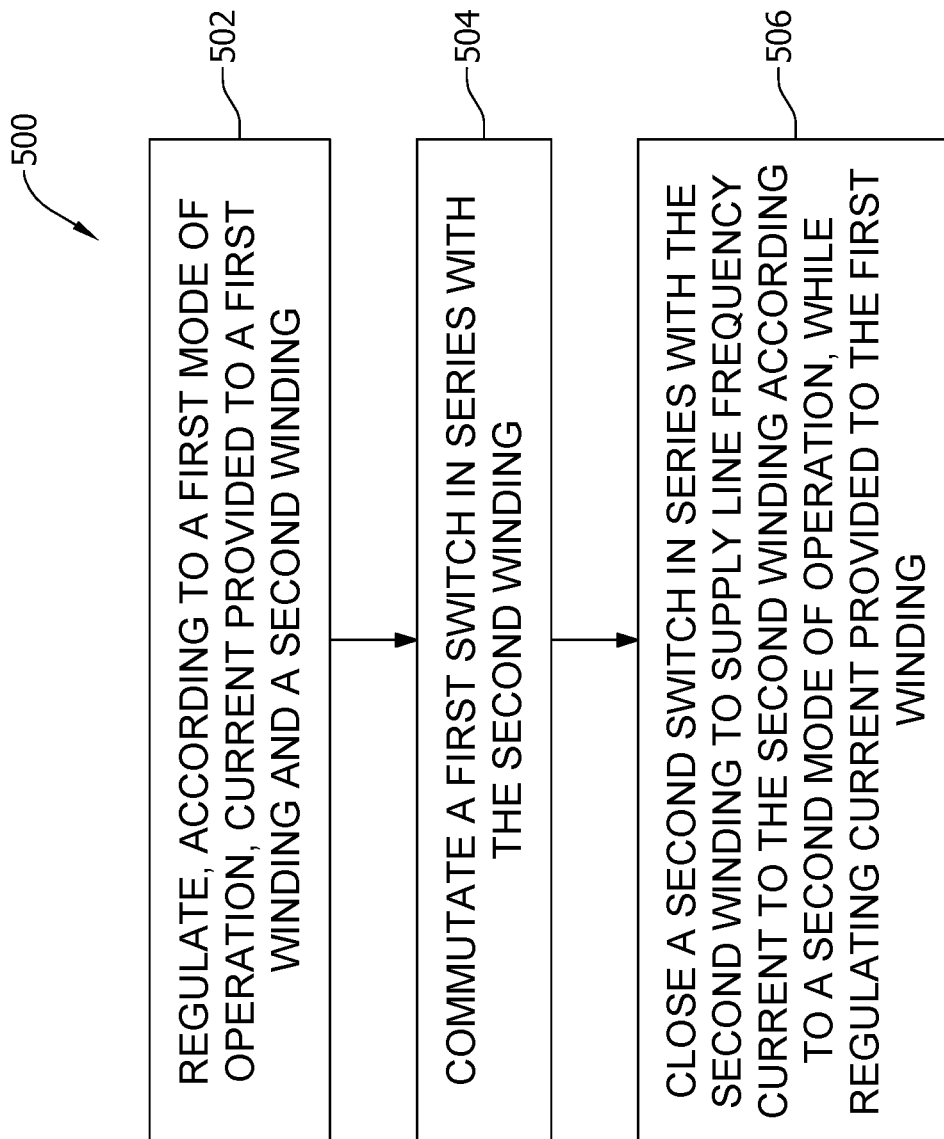 500
REGULATE, ACCORDING TO A FIRST MODE OF
OPERATION, CURRENT PROVIDED TO A FIRST
WINDING AND A SECOND WINDING
502
COMMUTATE A FIRST SWITCH IN SERIES WITH
THE SECOND WINDING
504
CLOSE A SECOND SWITCH IN SERIES WITH THE
SECOND WINDING TO SUPPLY LINE FREQUENCY
CURRENT TO THE SECOND WINDING ACCORDING
TO A SECOND MODE OF OPERATION, WHILE
REGULATING CURRENT PROVIDED TO THE FIRST
WINDING
506